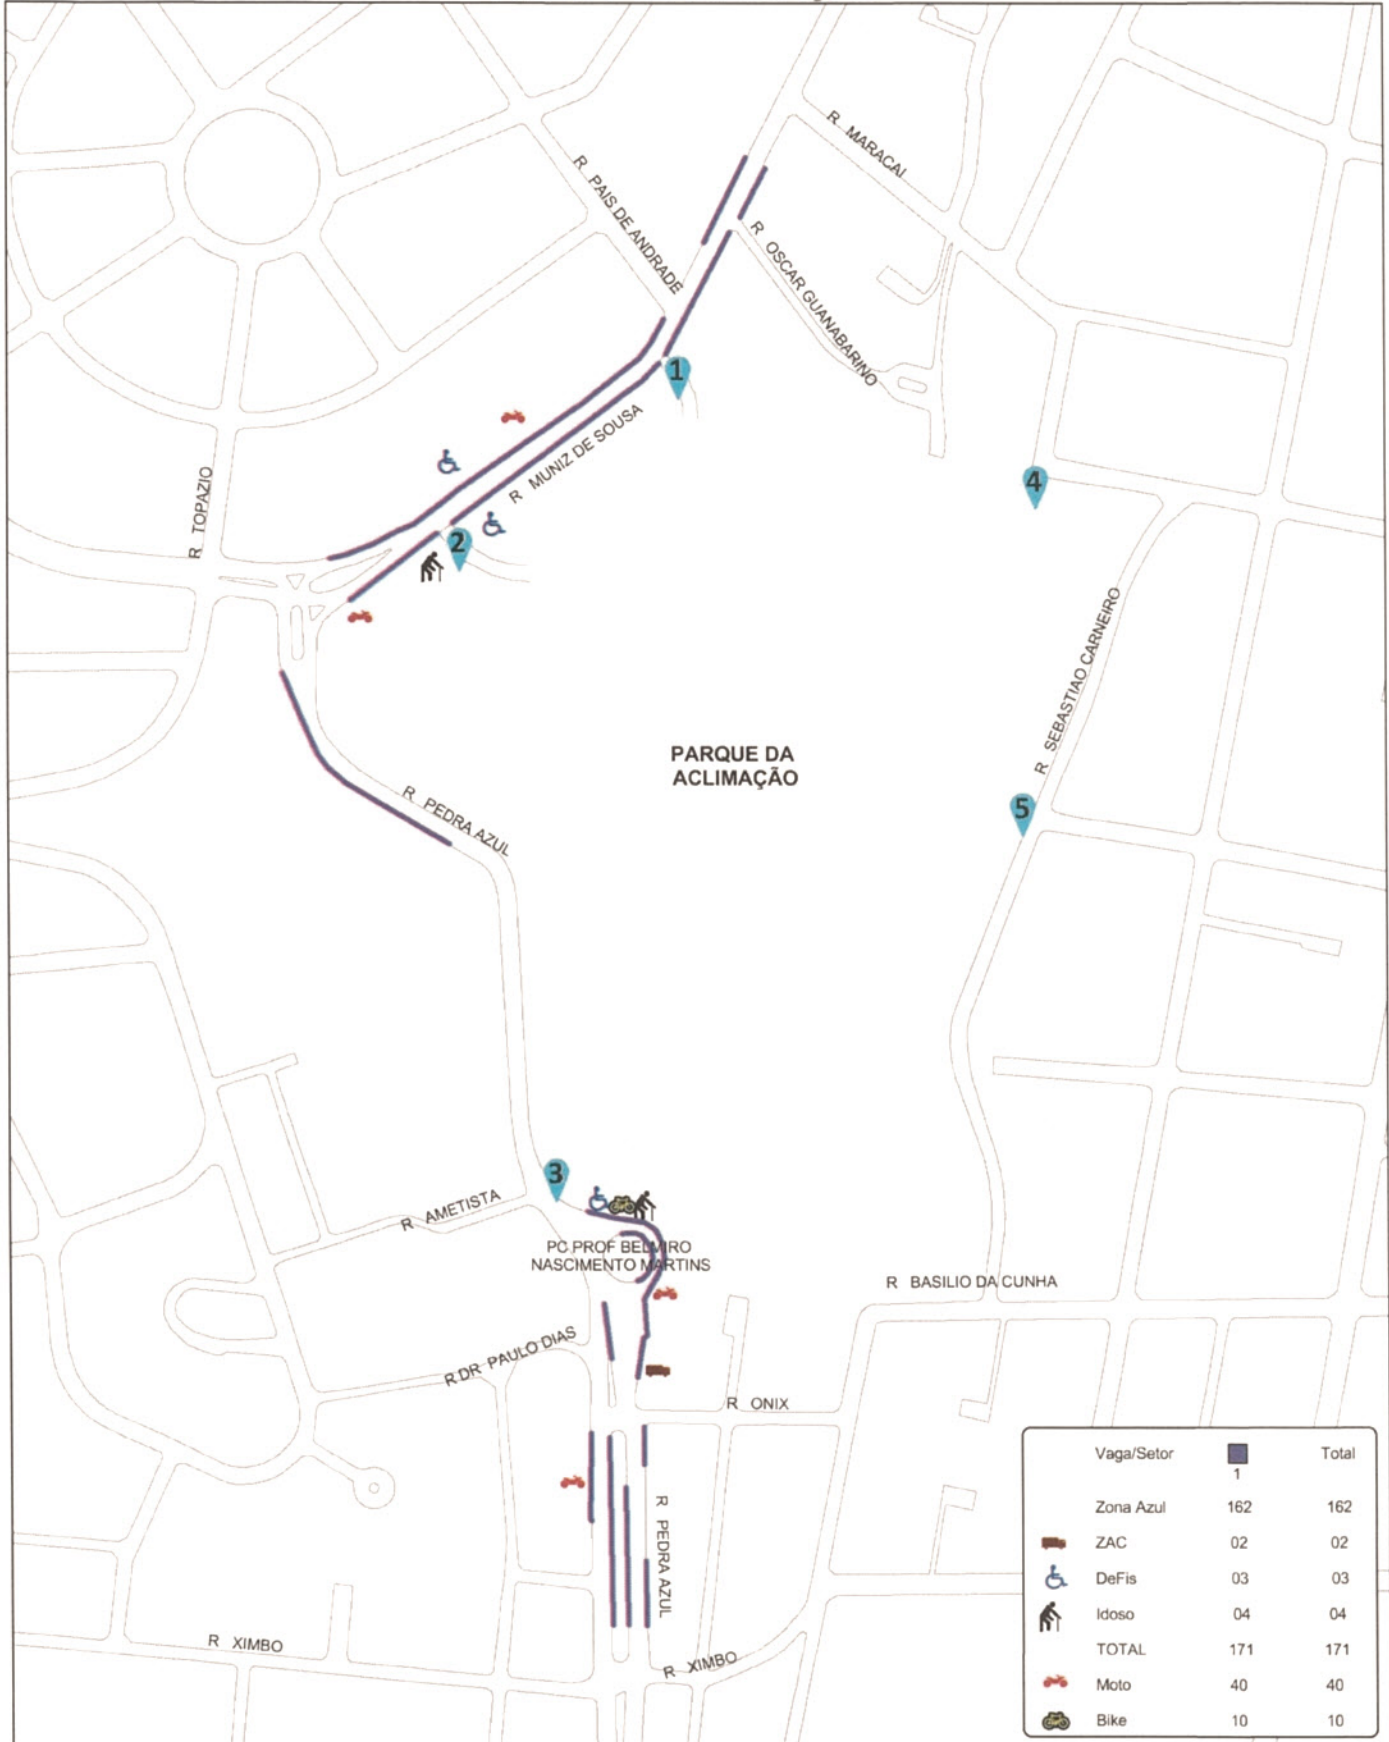 R MARACAI
R PAIS DE ANDRADE
R OSCAR GUANABARINO
1
R MUNIZ DE SOUSA
R TOPAZIO
4
2
R SEBASTIAO CARNEIRO
PARQUE DA
ACLIMAÇÃO
R PEDRA AZUL
5
3
R AMETISTA
PC PROF BELMIRO
NASCIMENTO MARTINS
R BASILIO DA CUNHA
R DR PAULO DIAS
R ONIX
R PEDRA AZUL
R XIMBO
R XIMBO
Vaga/Setor 1 Total
Zona Azul 162 162
ZAC 02 02
DeFis 03 03
Idoso 04 04
TOTAL 171 171
Moto 40 40
Bike 10 10